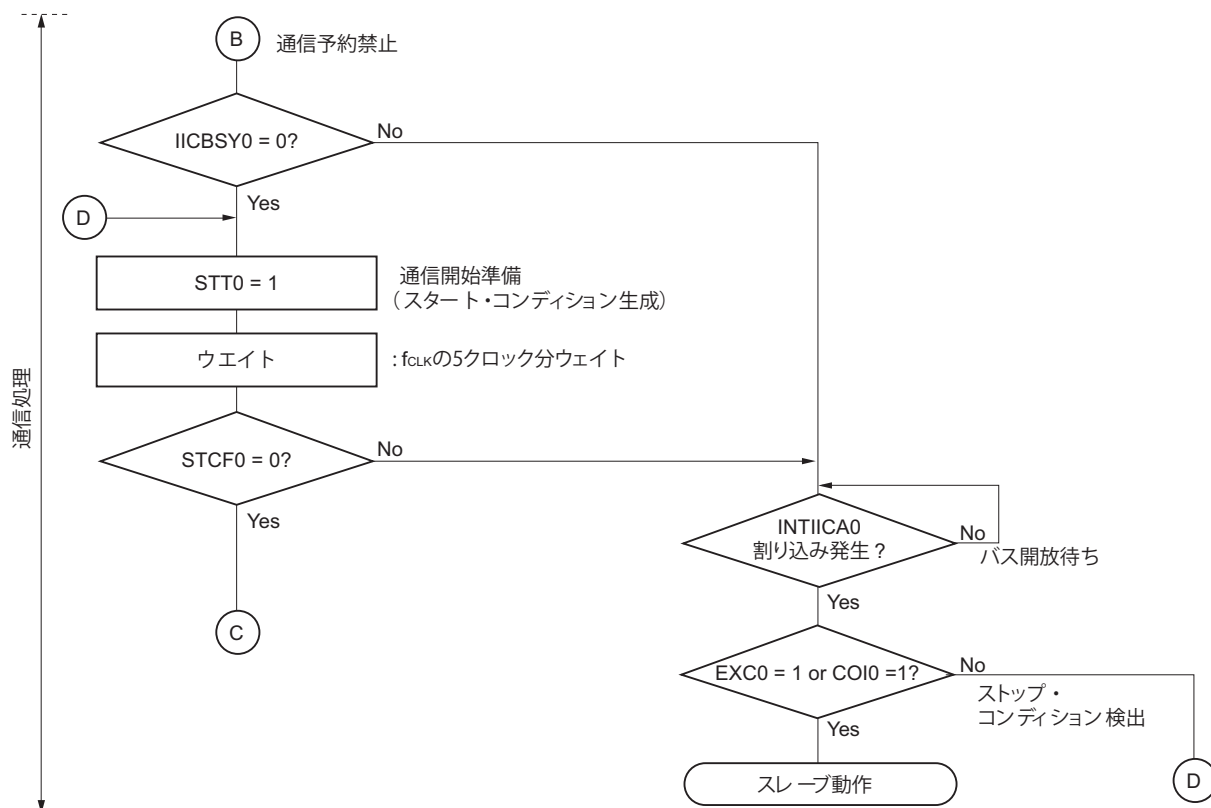 B
通信予約禁止
IICBSY0 = 0?
No
Yes
D
STT0 = 1
通信開始準備
（スタート・コンディション生成）
ウエイト
: fCLKの5クロック分ウェイト
通信処理
STCF0 = 0?
No
Yes
INTIICA0
割り込み発生？
No
バス開放待ち
Yes
C
EXC0 = 1 or COI0 =1?
No
ストップ・
コンディション検出
Yes
スレーブ動作
D